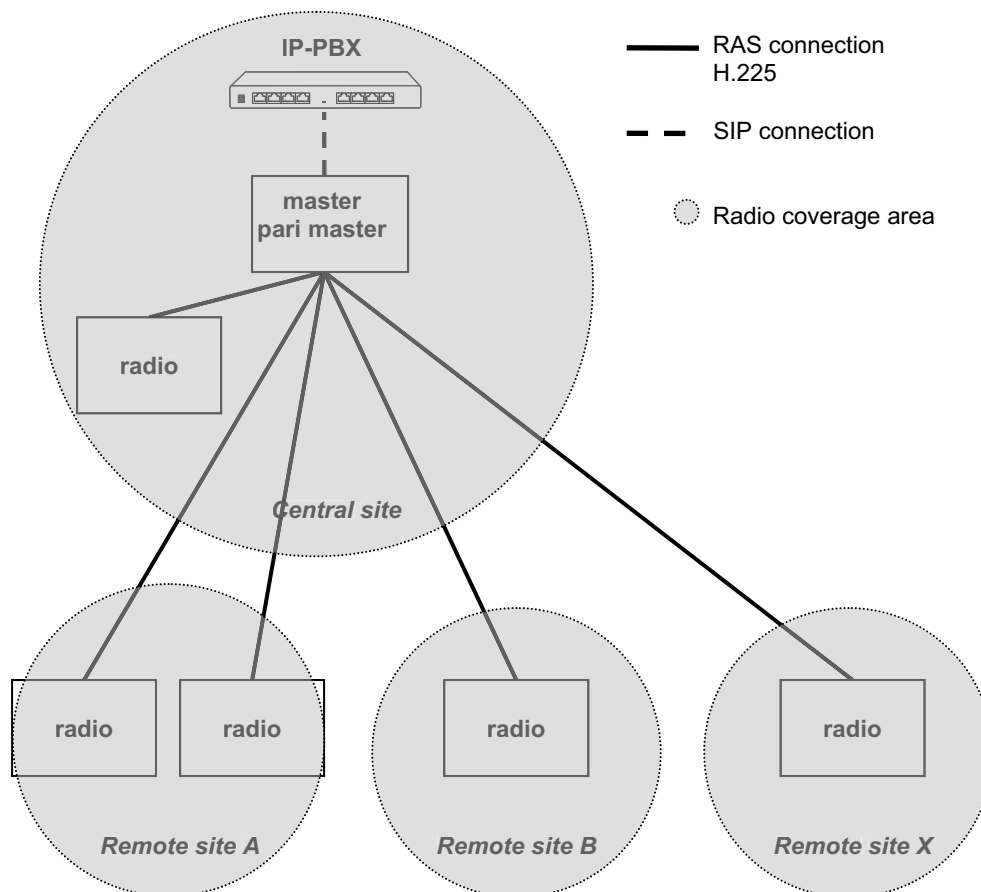 IP-PBX
RAS connection
H.225
SIP connection
Radio coverage area
master
pari master
radio
Central site
radio
radio
radio
radio
Remote site A
Remote site B
Remote site X